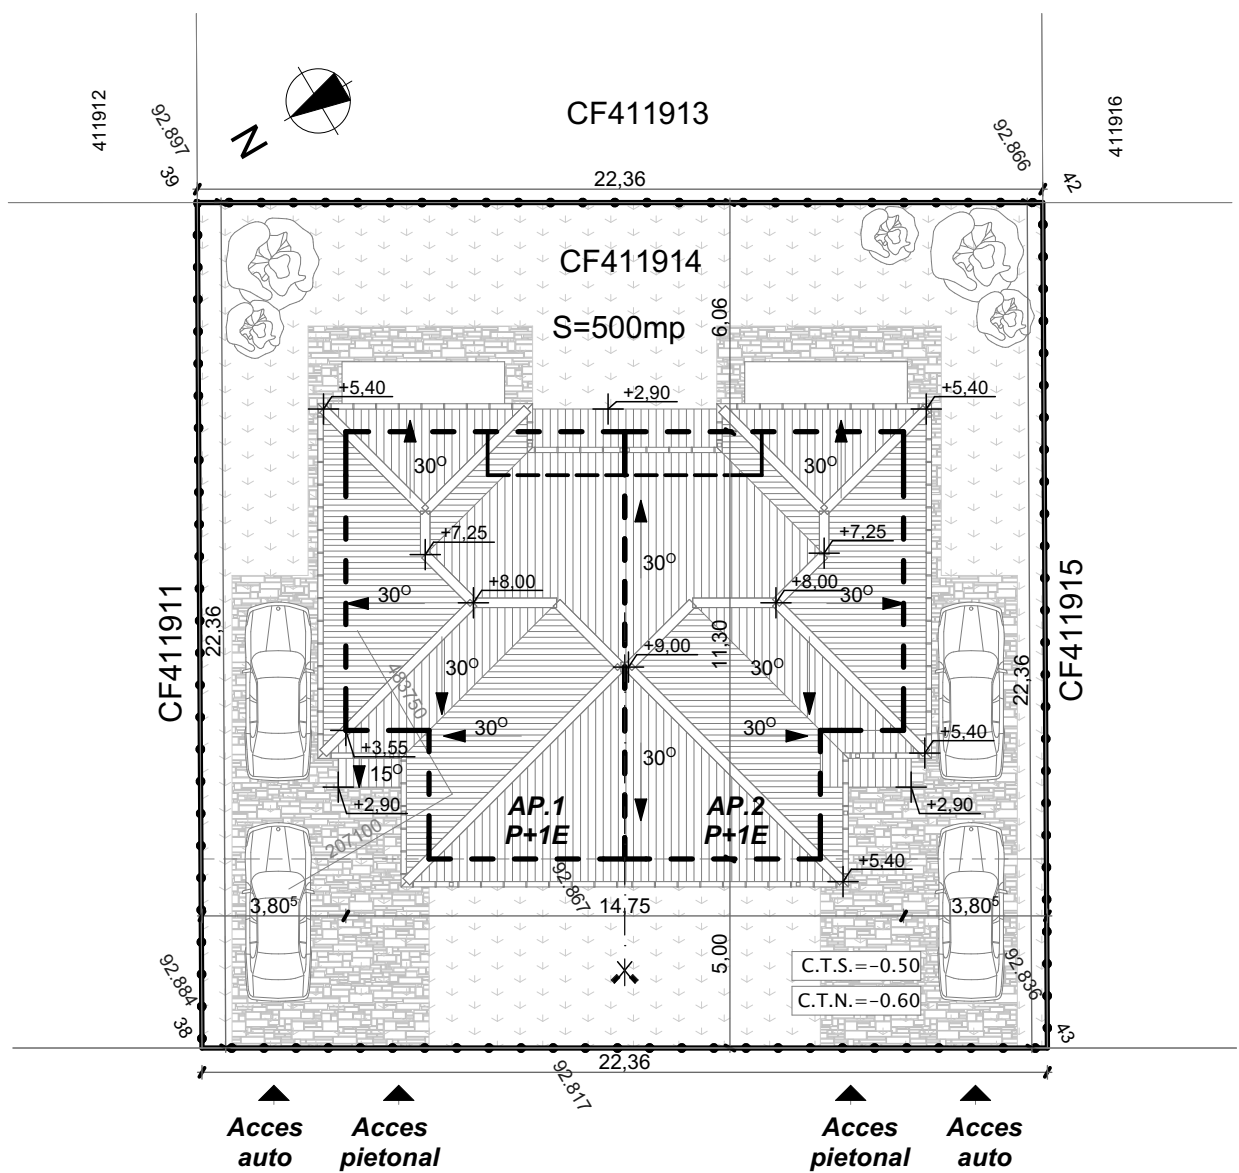 411912
92.897
39
N
CF411913
92.866
42
411916
22,36
CF411914
S=500mp
6,06
+5,40
+2,90
+5,40
30°
30°
+7,25
+7,25
30°
+8,00
+8,00
30°
30°
CF411911
22,36
CF411915
22,36
+9,00
11,30
30°
30°
483750
30°
30°
+5,40
+3,55
15°
30°
+2,90
+2,90
AP.1
P+1E
AP.2
P+1E
207100
+5,40
92.867
3,80⁵
14,75
3,80⁵
5,00
C.T.S.=-0.50
C.T.N.=-0.60
92.884
38
92.836
43
22,36
92.817
Acces
auto
Acces
pietonal
Acces
pietonal
Acces
auto